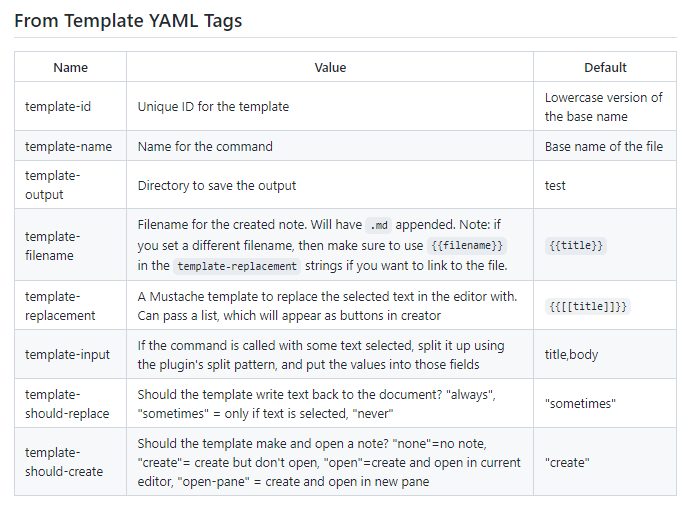 From Template YAML Tags
Name Value Default
template-id Unique ID for the template Lowercase version of
the base name
template-name Name for the command Base name of the file
template-
output Directory to save the output test
template-
filename Filename for the created note. Will have .md appended. Note: if
you set a different filename, then make sure to use {{filename}}
in the template-replacement strings if you want to link to the file. {{title}}
template-
replacement A Mustache template to replace the selected text in the editor with.
Can pass a list, which will appear as buttons in creator {{[[title]]}}
template-input If the command is called with some text selected, split it up using
the plugin's split pattern, and put the values into those fields title,body
template-
should-replace Should the template write text back to the document? "always",
"sometimes" = only if text is selected, "never" "sometimes"
template-
should-create Should the template make and open a note? "none"=no note,
"create"= create but don't open, "open"=create and open in current
editor, "open-pane" = create and open in new pane "create"